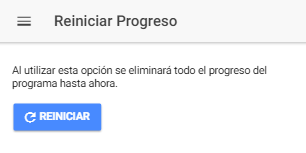 Reiniciar Progreso
Al utilizar esta opción se eliminará todo el progreso del
programa hasta ahora.
REINICIAR